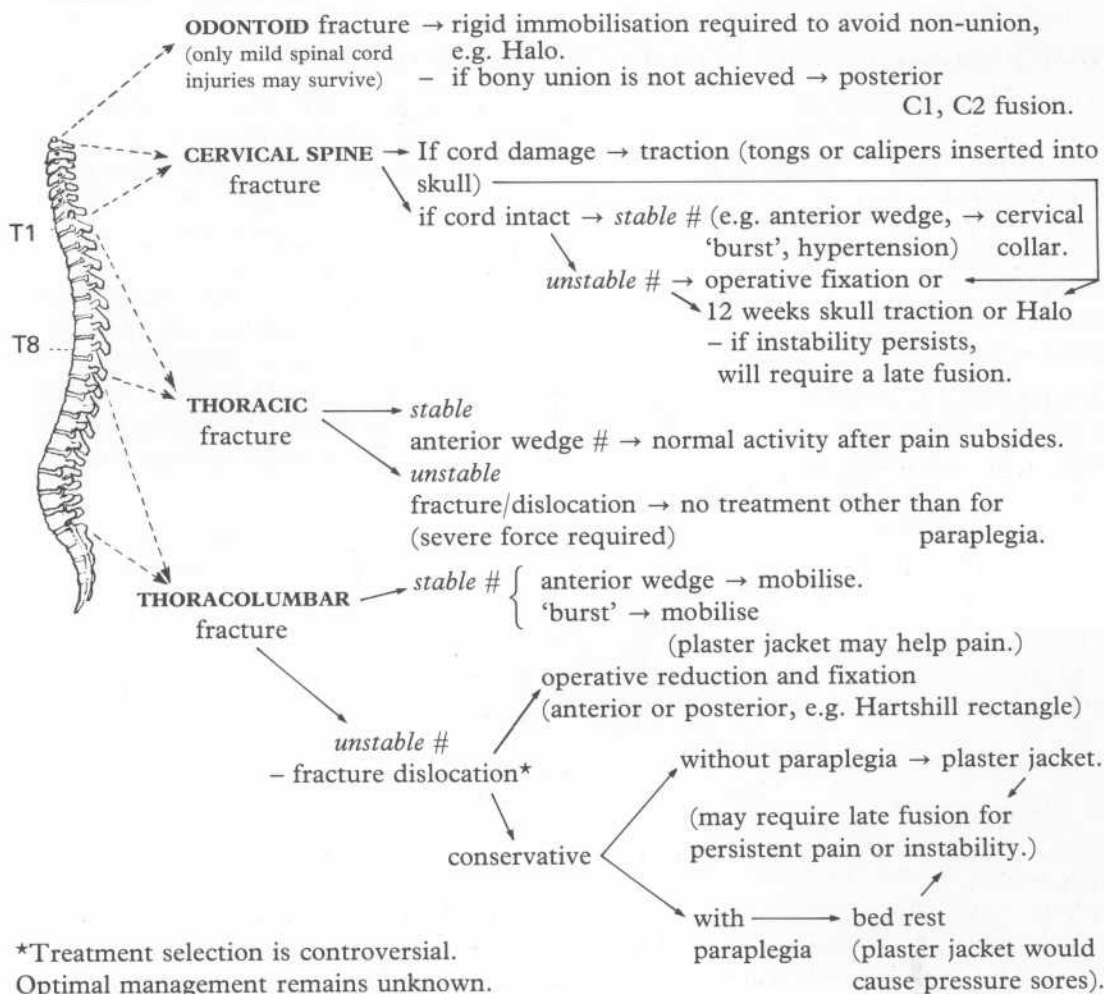 ODONTOID fracture → rigid immobilisation required to avoid non-union,
(only mild spinal cord e.g. Halo.
injuries may survive) – if bony union is not achieved → posterior
C1, C2 fusion.
CERVICAL SPINE → If cord damage → traction (tongs or calipers inserted into
fracture skull)
if cord intact → stable # (e.g. anterior wedge, → cervical
T1
'burst', hypertension) collar.
unstable # → operative fixation or
12 weeks skull traction or Halo
T8
– if instability persists,
will require a late fusion.
THORACIC → stable
fracture anterior wedge # → normal activity after pain subsides.
unstable
fracture/dislocation → no treatment other than for
(severe force required) paraplegia.
THORACOLUMBAR → stable # { anterior wedge → mobilise.
fracture 'burst' → mobilise
(plaster jacket may help pain.)
operative reduction and fixation
(anterior or posterior, e.g. Hartshill rectangle)
unstable #
– fracture dislocation*
without paraplegia → plaster jacket.
(may require late fusion for
persistent pain or instability.)
conservative
with → bed rest
paraplegia (plaster jacket would
cause pressure sores).
*Treatment selection is controversial.
Optimal management remains unknown.